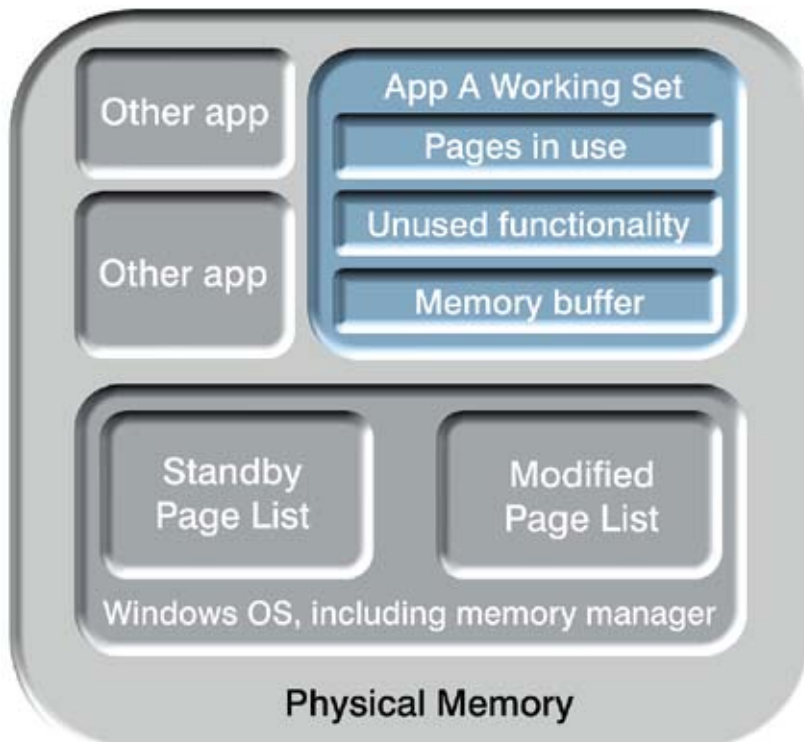 Other app
App A Working Set
Pages in use
Unused functionality
Other app
Memory buffer
Standby
Page List
Modified
Page List
Windows OS, including memory manager
Physical Memory